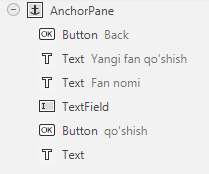 AnchorPane
OK Button Back
T Text Yangi fan qo'shish
T Text Fan nomi
I TextField
OK Button qo'shish
T Text